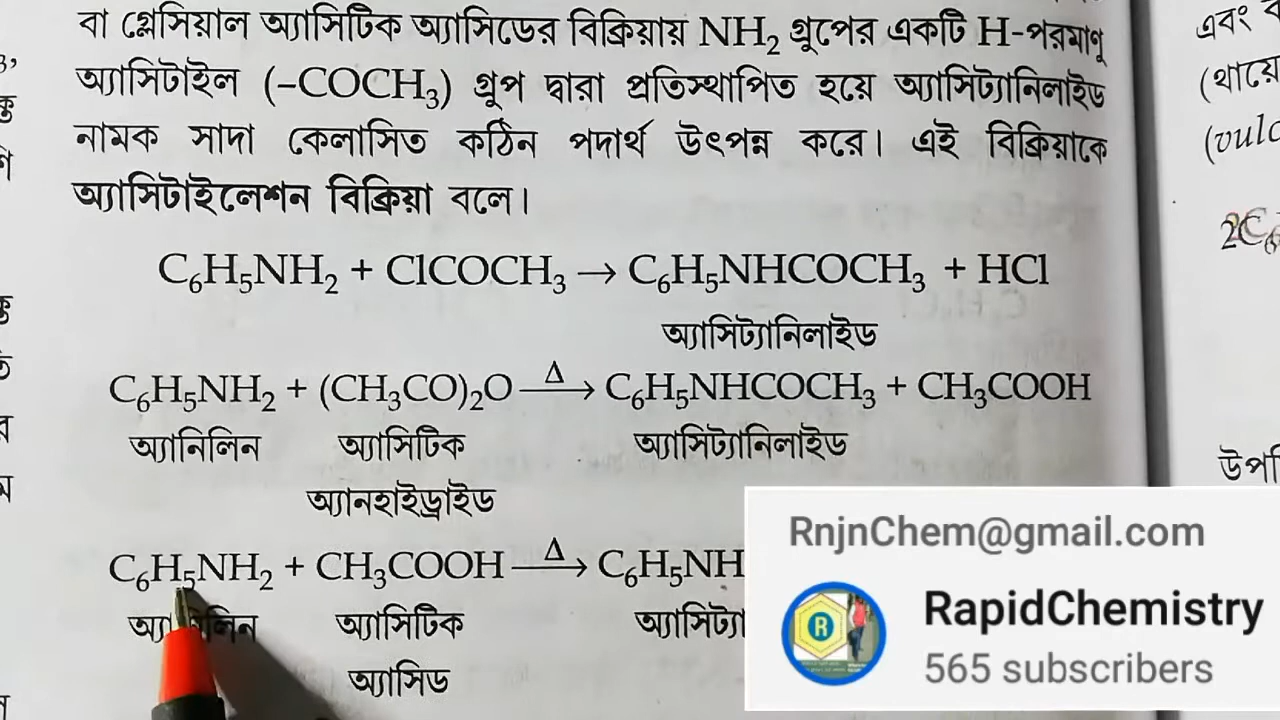 বা গ্লেসিয়াল অ্যাসিটিক অ্যাসিডের বিক্রিয়ায় NH₂ গ্রুপের একটি H-পরমাণু
অ্যাসিটাইল (–COCH₃) গ্রুপ দ্বারা প্রতিস্থাপিত হয়ে অ্যাসিট্যানিলাইড
নামক সাদা কেলাসিত কঠিন পদার্থ উৎপন্ন করে। এই বিক্রিয়াকে
অ্যাসিটাইলেশন বিক্রিয়া বলে।
C₆H₅NH₂ + ClCOCH₃ → C₆H₅NHCOCH₃ + HCl
অ্যাসিট্যানিলাইড
C₆H₅NH₂ + (CH₃CO)₂O —Δ→ C₆H₅NHCOCH₃ + CH₃COOH
অ্যানিলিন অ্যাসিটিক অ্যাসিট্যানিলাইড
অ্যানহাইড্রাইড
C₆H₅NH₂ + CH₃COOH —Δ→ C₆H₅NH
অ্যাসিটিক
অ্যাসিড
এবং
(থায়ো
(vulc
2C₆
উপ
RnjnChem@gmail.com
RapidChemistry
565 subscribers